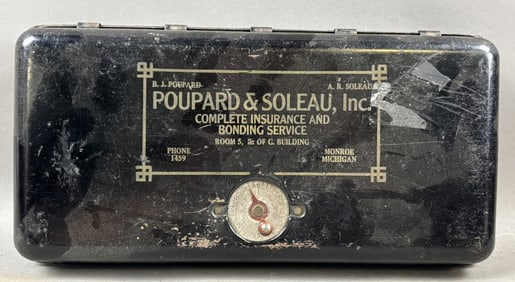 B. J. POUPARD
A. R. SOLEAU
POUPARD & SOLEAU, Inc.
COMPLETE INSURANCE AND
BONDING SERVICE
ROOM 5, OF C. BUILDING
PHONE
1459
MONROE
MICHIGAN